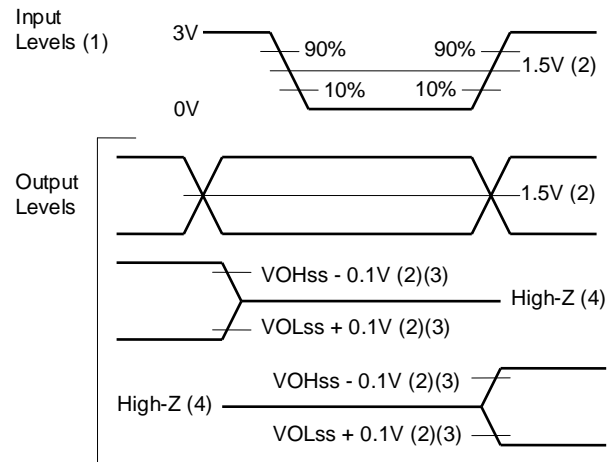 Input
Levels (1)
3V
90%
90%
1.5V (2)
10%
10%
0V
Output
Levels
1.5V (2)
VOHss - 0.1V (2)(3)
High-Z (4)
VOLss + 0.1V (2)(3)
VOHss - 0.1V (2)(3)
High-Z (4)
VOLss + 0.1V (2)(3)